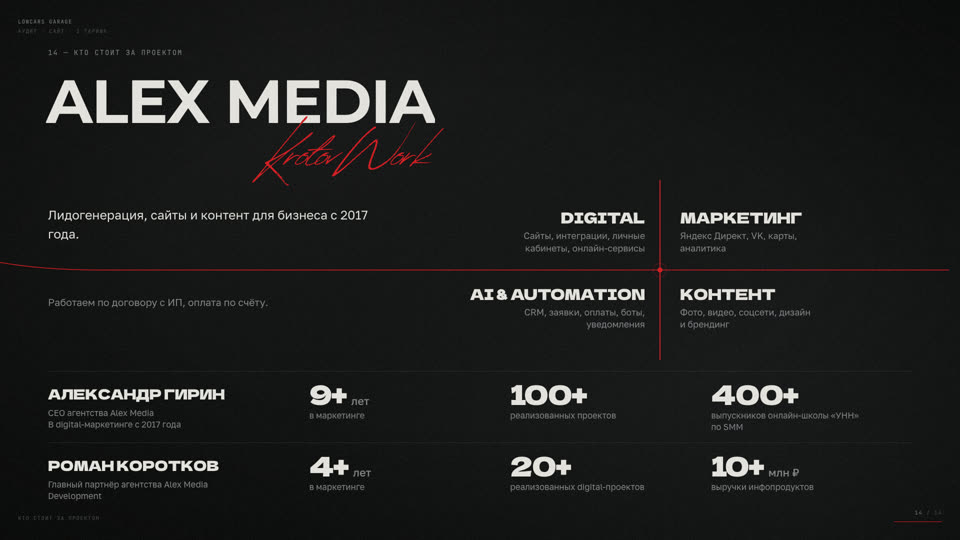 LOWCARS GARAGE
АУДИТ · САЙТ · 3 ТАРИФА
14 — КТО СТОИТ ЗА ПРОЕКТОМ
ALEX MEDIA
KrotovWork
Лидогенерация, сайты и контент для бизнеса с 2017
года.
Работаем по договору с ИП, оплата по счёту.
DIGITAL
Сайты, интеграции, личные
кабинеты, онлайн-сервисы
МАРКЕТИНГ
Яндекс Директ, VK, карты,
аналитика
AI & AUTOMATION
CRM, заявки, оплаты, боты,
уведомления
КОНТЕНТ
Фото, видео, соцсети, дизайн
и брендинг
АЛЕКСАНДР ГИРИН
CEO агентства Alex Media
В digital-маркетинге с 2017 года
9+ лет
в маркетинге
100+
реализованных проектов
400+
выпускников онлайн-школы «УНН»
по SMM
РОМАН КОРОТКОВ
Главный партнёр агентства Alex Media
Development
4+ лет
в маркетинге
20+
реализованных digital-проектов
10+ млн ₽
выручки инфопродуктов
КТО СТОИТ ЗА ПРОЕКТОМ
14 / 14